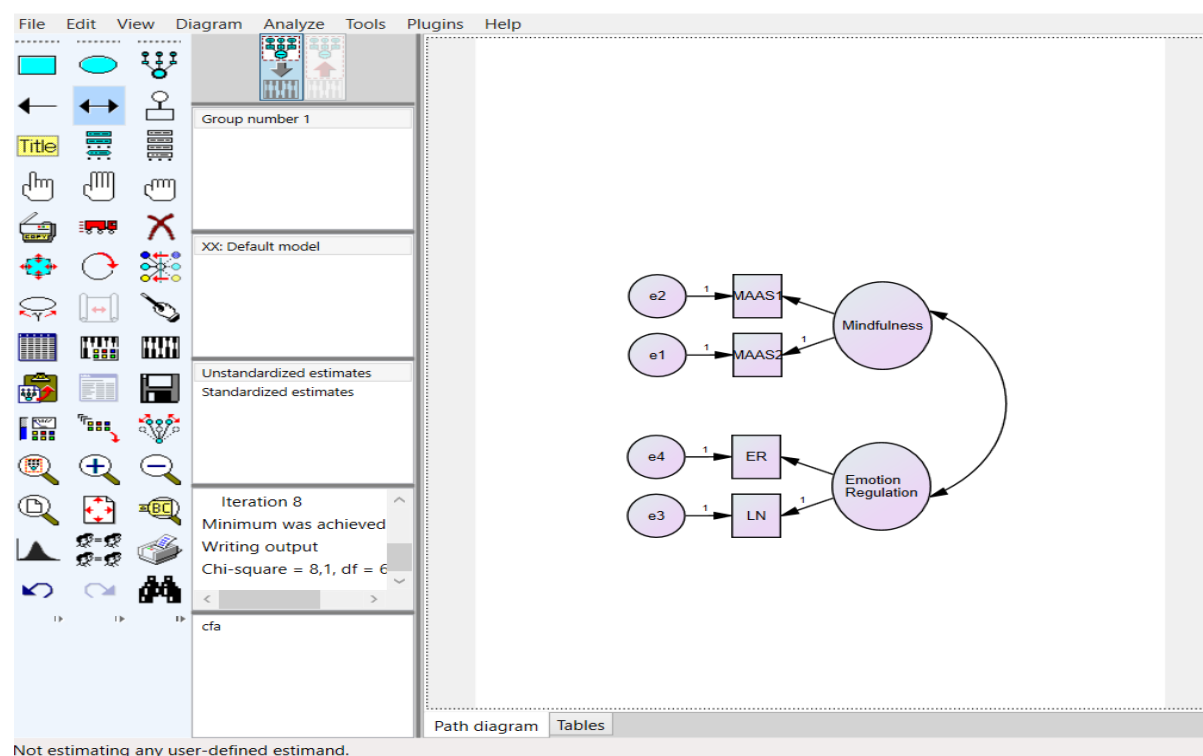 File Edit View Diagram Analyze Tools Plugins Help
Title
Group number 1
XX: Default model
Unstandardized estimates
Standardized estimates
Iteration 8
Minimum was achieved
Writing output
Chi-square = 8,1, df = 6
cfa
e2 1 MAAS1
Mindfulness
e1 1 MAAS2 1
e4 1 ER
Emotion
Regulation
e3 1 LN 1
Path diagram Tables
Not estimating any user-defined estimand.